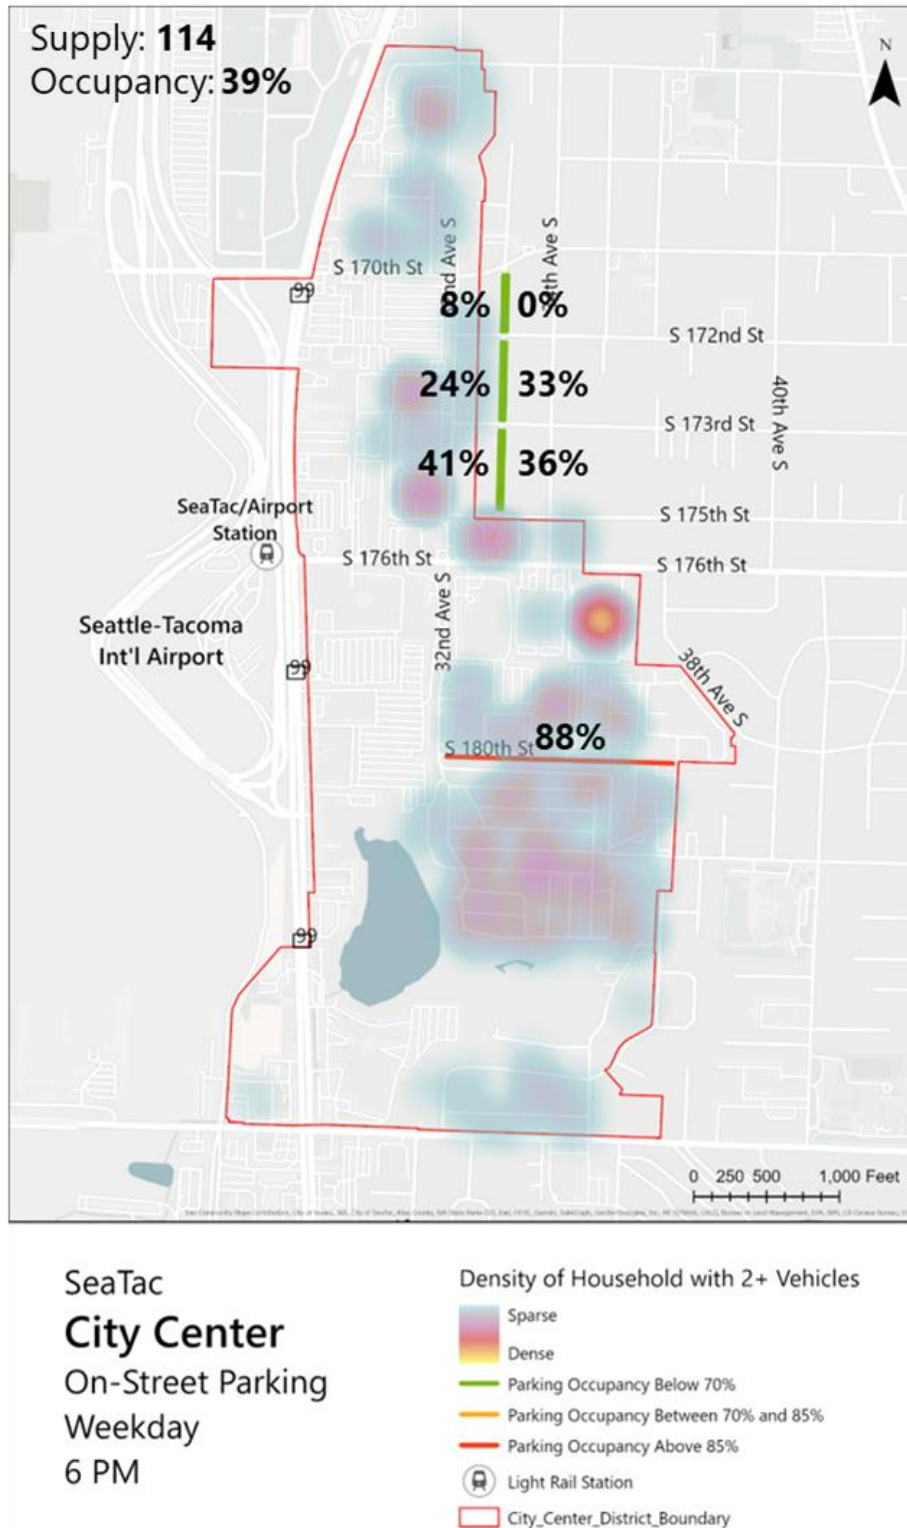 Supply: 114
Occupancy: 39%
N
nd Ave S
th Ave S
S 170th St
99
8% 0%
S 172nd St
24% 33%
40th Ave S
S 173rd St
41% 36%
SeaTac/Airport
Station
S 175th St
S 176th St
S 176th St
32nd Ave S
Seattle-Tacoma
Int'l Airport
99
38th Ave S
88%
S 180th St
99
0 250 500 1,000 Feet
SeaTac
City Center
On-Street Parking
Weekday
6 PM
Density of Household with 2+ Vehicles
Sparse
Dense
Parking Occupancy Below 70%
Parking Occupancy Between 70% and 85%
Parking Occupancy Above 85%
Light Rail Station
City_Center_District_Boundary